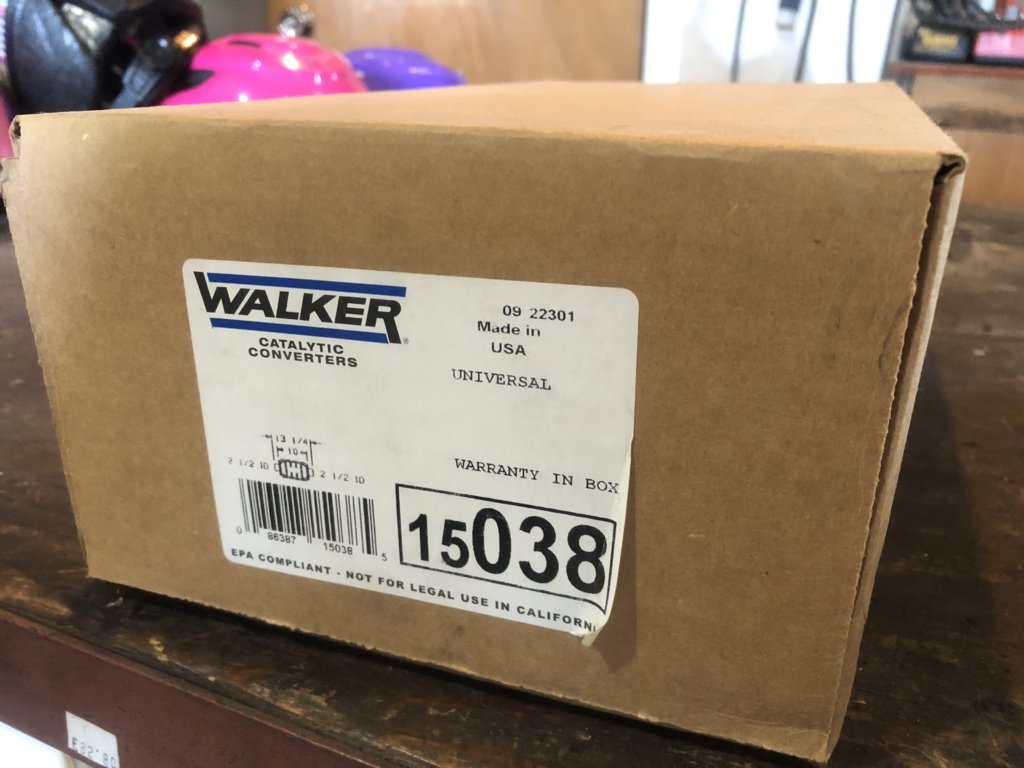 WALKER®
CATALYTIC
CONVERTERS
09 22301
Made in
USA
UNIVERSAL
13 1/4
10
2 1/2 ID
2 1/2 ID
WARRANTY IN BOX
0 86387 15038 5
15038
EPA COMPLIANT - NOT FOR LEGAL USE IN CALIFORNI